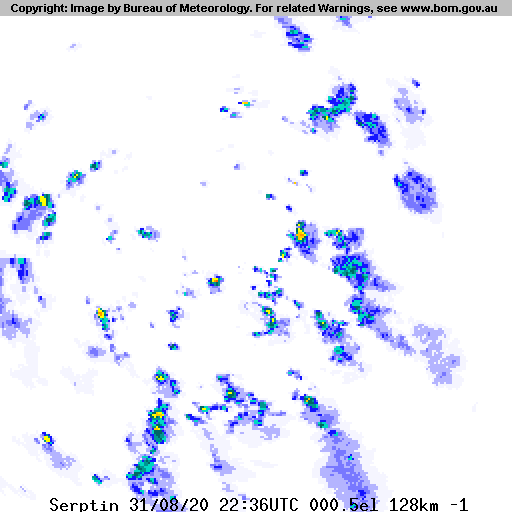 Copyright: Image by Bureau of Meteorology. For related Warnings, see www.bom.gov.au
Serptin 31/08/20 22:36UTC 000.5el 128km -1